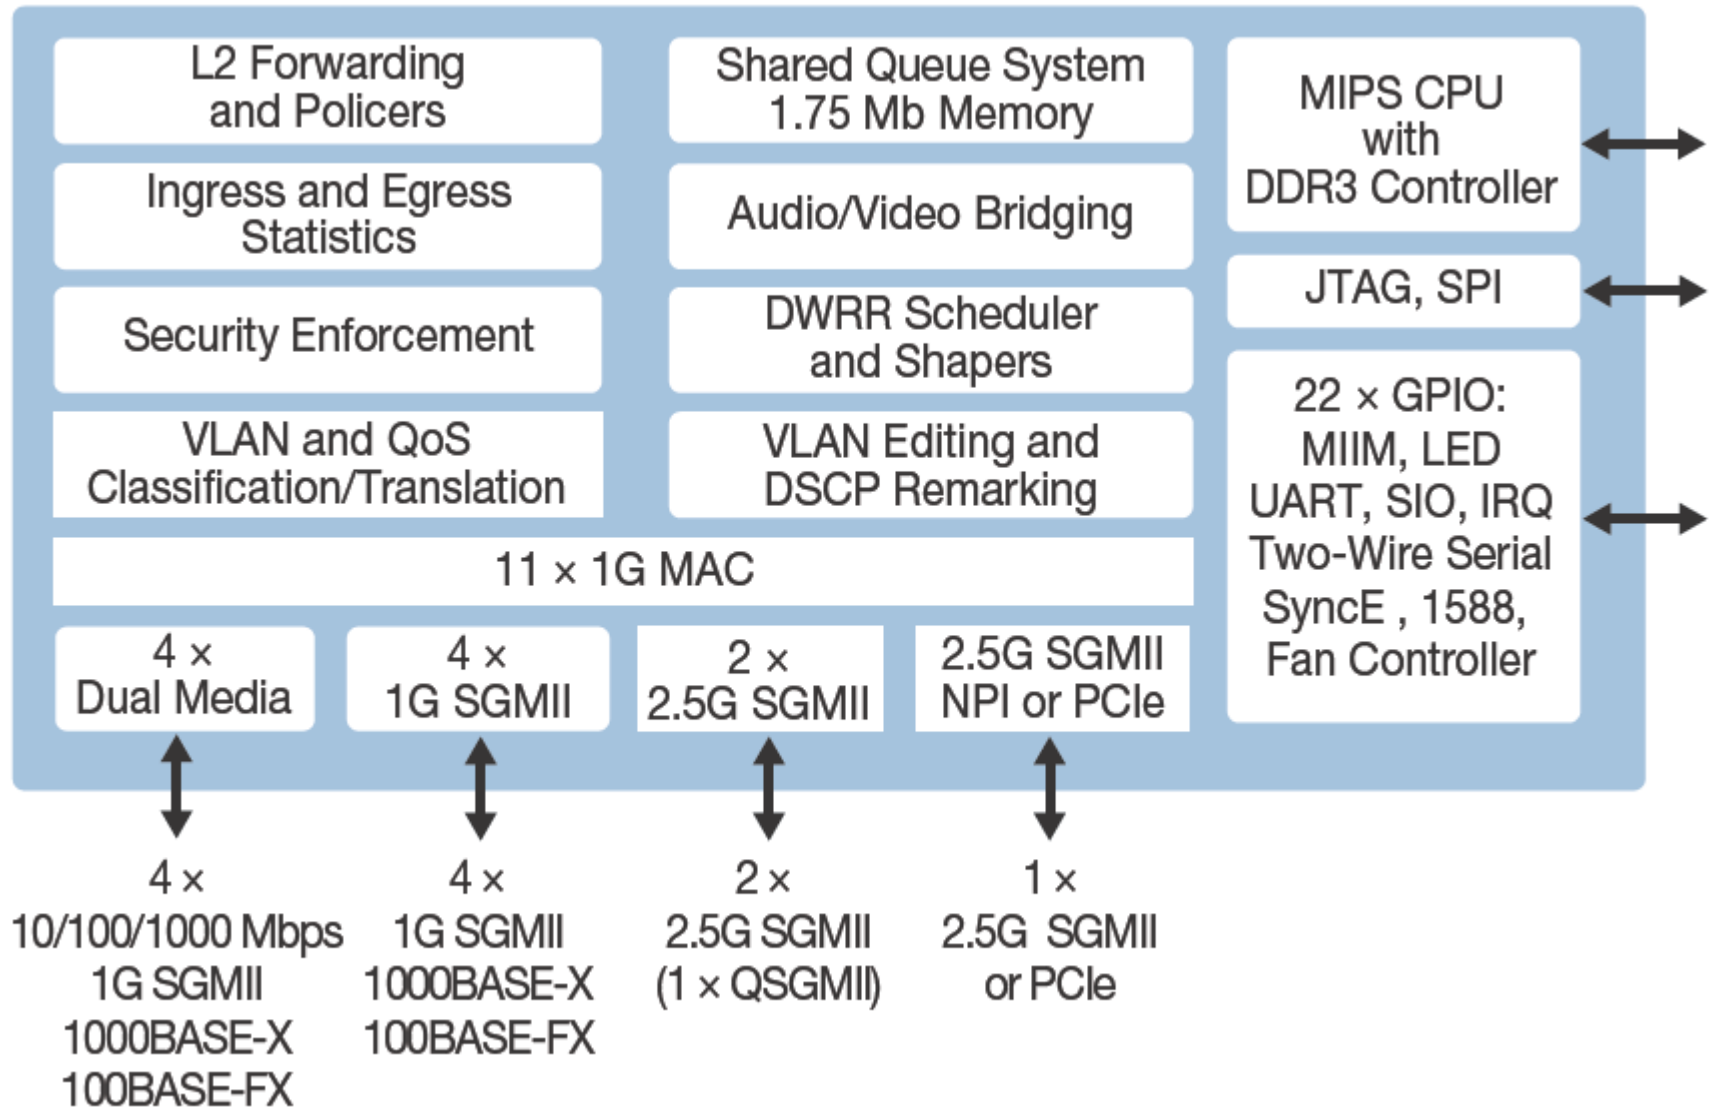 L2 Forwarding
and Policers
Shared Queue System
1.75 Mb Memory
MIPS CPU
with
DDR3 Controller
Ingress and Egress
Statistics
Audio/Video Bridging
JTAG, SPI
Security Enforcement
DWRR Scheduler
and Shapers
22 × GPIO:
MIIM, LED
UART, SIO, IRQ
Two-Wire Serial
SyncE , 1588,
Fan Controller
VLAN and QoS
Classification/Translation
VLAN Editing and
DSCP Remarking
11 × 1G MAC
4 ×
Dual Media
4 ×
1G SGMII
2 ×
2.5G SGMII
2.5G SGMII
NPI or PCIe
4 ×
10/100/1000 Mbps
1G SGMII
1000BASE-X
100BASE-FX
4 ×
1G SGMII
1000BASE-X
100BASE-FX
2 ×
2.5G SGMII
(1 × QSGMII)
1 ×
2.5G SGMII
or PCIe